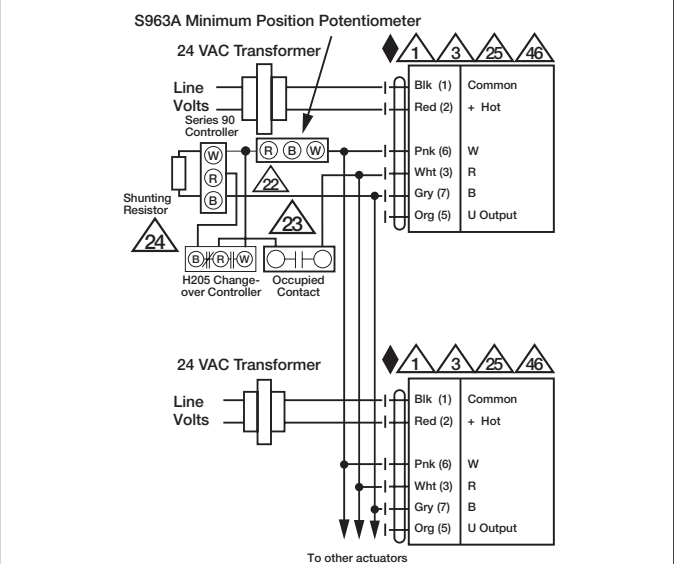 S963A Minimum Position Potentiometer
24 VAC Transformer
1 3 25 46
Line
Volts
Blk (1) Common
Red (2) + Hot
Series 90
Controller
W
R
B
R B W
Pnk (6) W
Wht (3) R
Gry (7) B
Org (5) U Output
22
Shunting
Resistor
23
24
B R W
H205 Change-
over Controller
Occupied
Contact
24 VAC Transformer
1 3 25 46
Line
Volts
Blk (1) Common
Red (2) + Hot
Pnk (6) W
Wht (3) R
Gry (7) B
Org (5) U Output
To other actuators